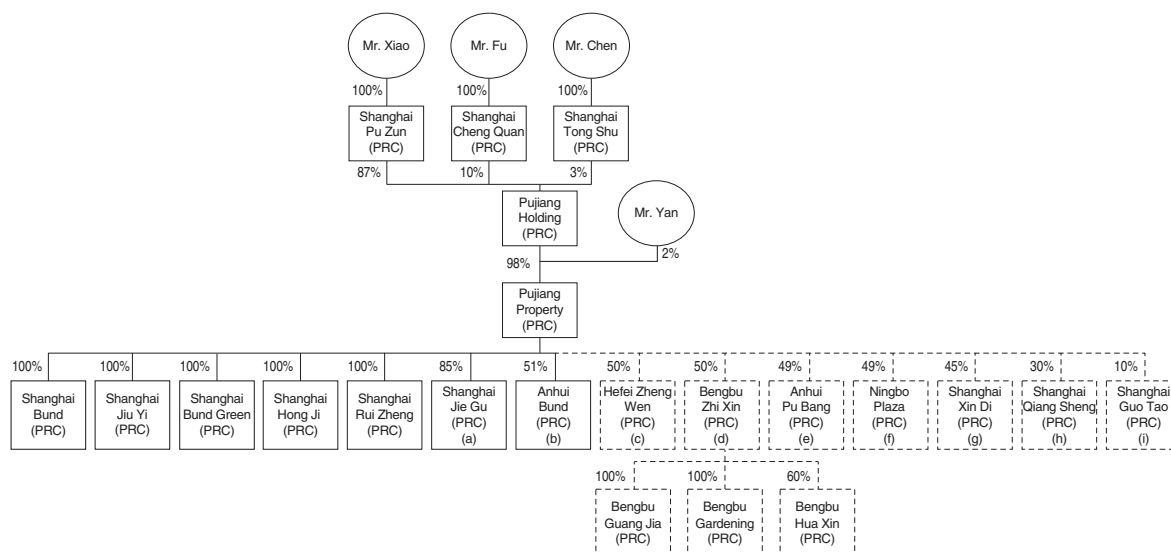 Mr. Xiao
Mr. Fu
Mr. Chen
100%
100%
100%
Shanghai
Pu Zun
(PRC)
Shanghai
Cheng Quan
(PRC)
Shanghai
Tong Shu
(PRC)
87%
10%
3%
Pujiang
Holding
(PRC)
Mr. Yan
98%
2%
Pujiang
Property
(PRC)
100%
100%
100%
100%
100%
85%
51%
50%
50%
49%
49%
45%
30%
10%
Shanghai
Bund
(PRC)
Shanghai
Jiu Yi
(PRC)
Shanghai
Bund Green
(PRC)
Shanghai
Hong Ji
(PRC)
Shanghai
Rui Zheng
(PRC)
Shanghai
Jie Gu
(PRC)
(a)
Anhui
Bund
(PRC)
(b)
Hefei Zheng
Wen
(PRC)
(c)
Bengbu
Zhi Xin
(PRC)
(d)
Anhui
Pu Bang
(PRC)
(e)
Ningbo
Plaza
(PRC)
(f)
Shanghai
Xin Di
(PRC)
(g)
Shanghai
Qiang Sheng
(PRC)
(h)
Shanghai
Guo Tao
(PRC)
(i)
100%
100%
60%
Bengbu
Guang Jia
(PRC)
Bengbu
Gardening
(PRC)
Bengbu
Hua Xin
(PRC)